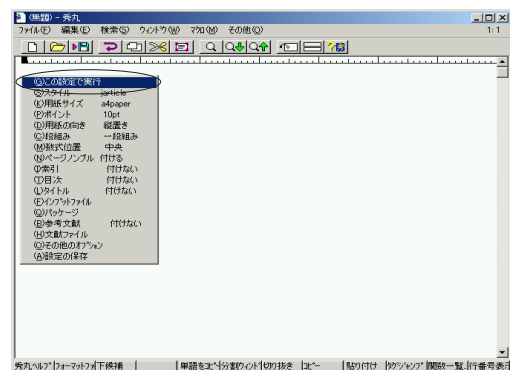 (無題) - 秀丸
ファイル(F) 編集(E) 検索(S) ウィンドウ(W) マクロ(M) その他(O) 1: 1
(G)この設定で実行
(S)スタイル jarticle
(K)用紙サイズ a4paper
(P)ポイント 10pt
(D)用紙の向き 縦置き
(C)段組み 一段組み
(M)数式位置 中央
(N)ページノンブル 付ける
(I)索引 付けない
(T)目次 付けない
(L)タイトル 付けない
(F)インプットファイル
(Q)パッケージ
(B)参考文献 付けない
(H)文献ファイル
(O)その他のオプション
(A)設定の保存
秀丸ヘルプ フォーマットファ 下候補 単語をコピー 分割ウィンド 切り抜き コピー 貼り付け タグジャンプ 関数一覧.. 行番号表示